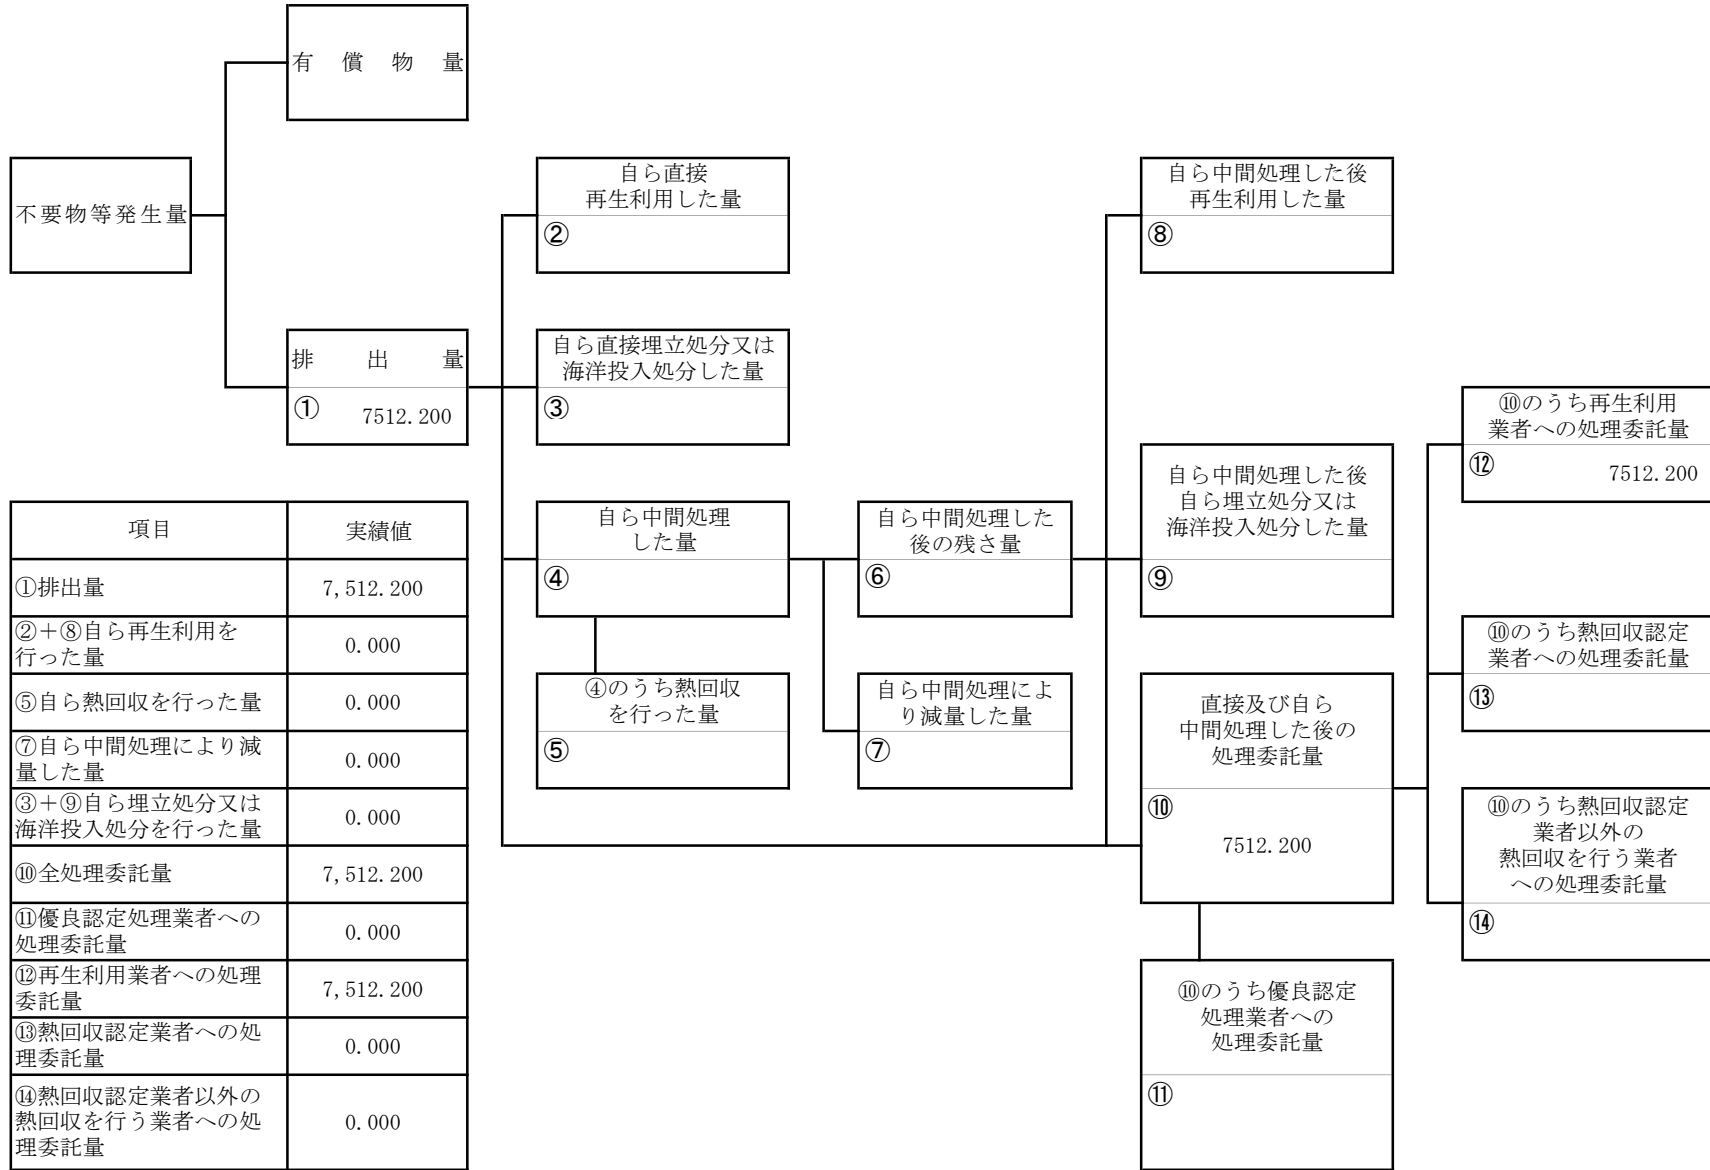 有償物量
不要物等発生量
排出量
① 7512.200
自ら直接
再生利用した量
②
自ら直接埋立処分又は
海洋投入処分した量
③
自ら中間処理
した量
④
④のうち熱回収
を行った量
⑤
自ら中間処理した
後の残さ量
⑥
自ら中間処理によ
り減量した量
⑦
自ら中間処理した後
再生利用した量
⑧
自ら中間処理した後
自ら埋立処分又は
海洋投入処分した量
⑨
直接及び自ら
中間処理した後の
処理委託量
⑩
7512.200
⑩のうち優良認定
処理業者への
処理委託量
⑪
⑩のうち再生利用
業者への処理委託量
⑫ 7512.200
⑩のうち熱回収認定
業者への処理委託量
⑬
⑩のうち熱回収認定
業者以外の
熱回収を行う業者
への処理委託量
⑭
項目 実績値
①排出量 7,512.200
②＋⑧自ら再生利用を
行った量 0.000
⑤自ら熱回収を行った量 0.000
⑦自ら中間処理により減
量した量 0.000
③＋⑨自ら埋立処分又は
海洋投入処分を行った量 0.000
⑩全処理委託量 7,512.200
⑪優良認定処理業者への
処理委託量 0.000
⑫再生利用業者への処理
委託量 7,512.200
⑬熱回収認定業者への処
理委託量 0.000
⑭熱回収認定業者以外の
熱回収を行う業者への処
理委託量 0.000